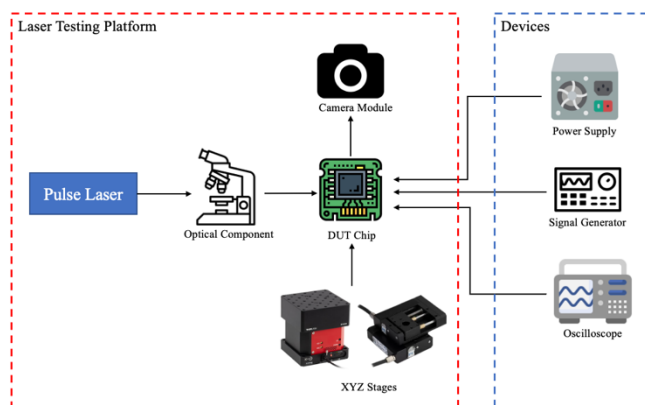 Laser Testing Platform
Devices
Camera Module
Power Supply
Pulse Laser
Optical Component
DUT Chip
Signal Generator
XYZ Stages
Oscilloscope